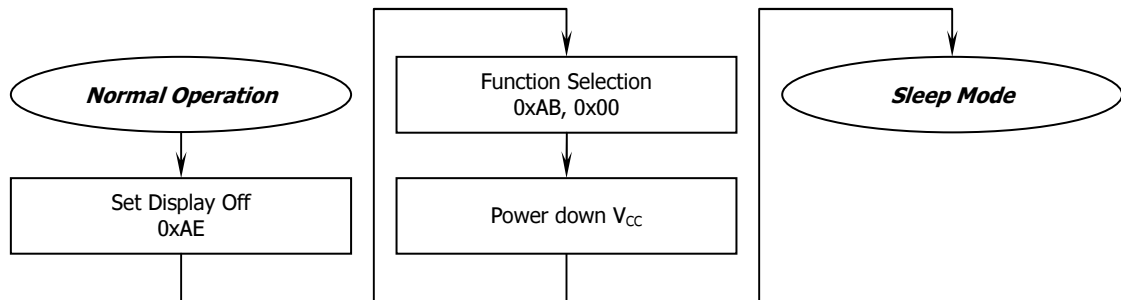 Normal Operation
Set Display Off
0xAE
Function Selection
0xAB, 0x00
Power down VCC
Sleep Mode